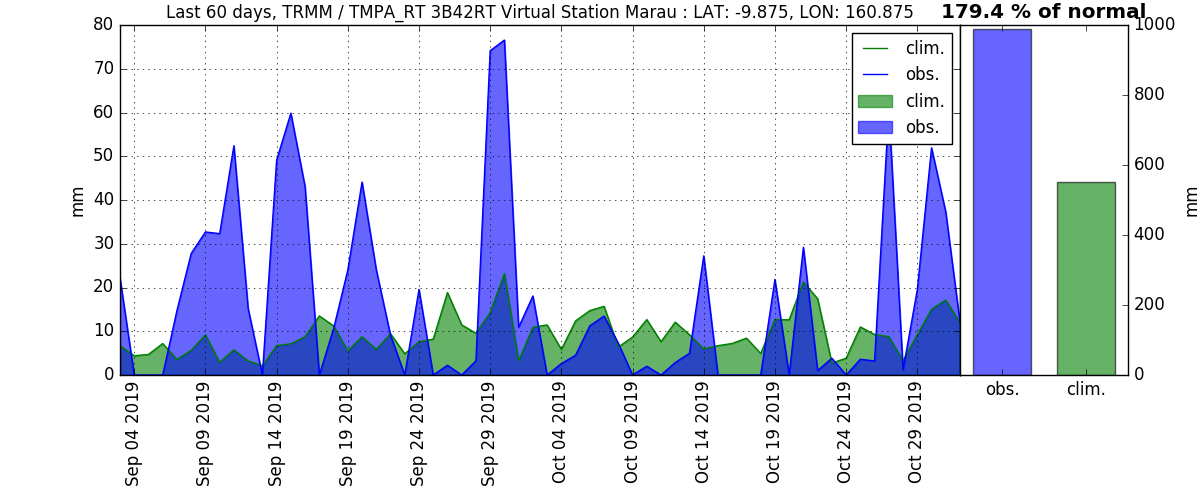 Last 60 days, TRMM / TMPA_RT 3B42RT Virtual Station Marau : LAT: -9.875, LON: 160.875
179.4 % of normal
80
70
60
50
40
30
20
10
0
mm
clim.
obs.
clim.
obs.
1000
800
600
400
200
0
mm
obs.
clim.
Sep 04 2019
Sep 09 2019
Sep 14 2019
Sep 19 2019
Sep 24 2019
Sep 29 2019
Oct 04 2019
Oct 09 2019
Oct 14 2019
Oct 19 2019
Oct 24 2019
Oct 29 2019